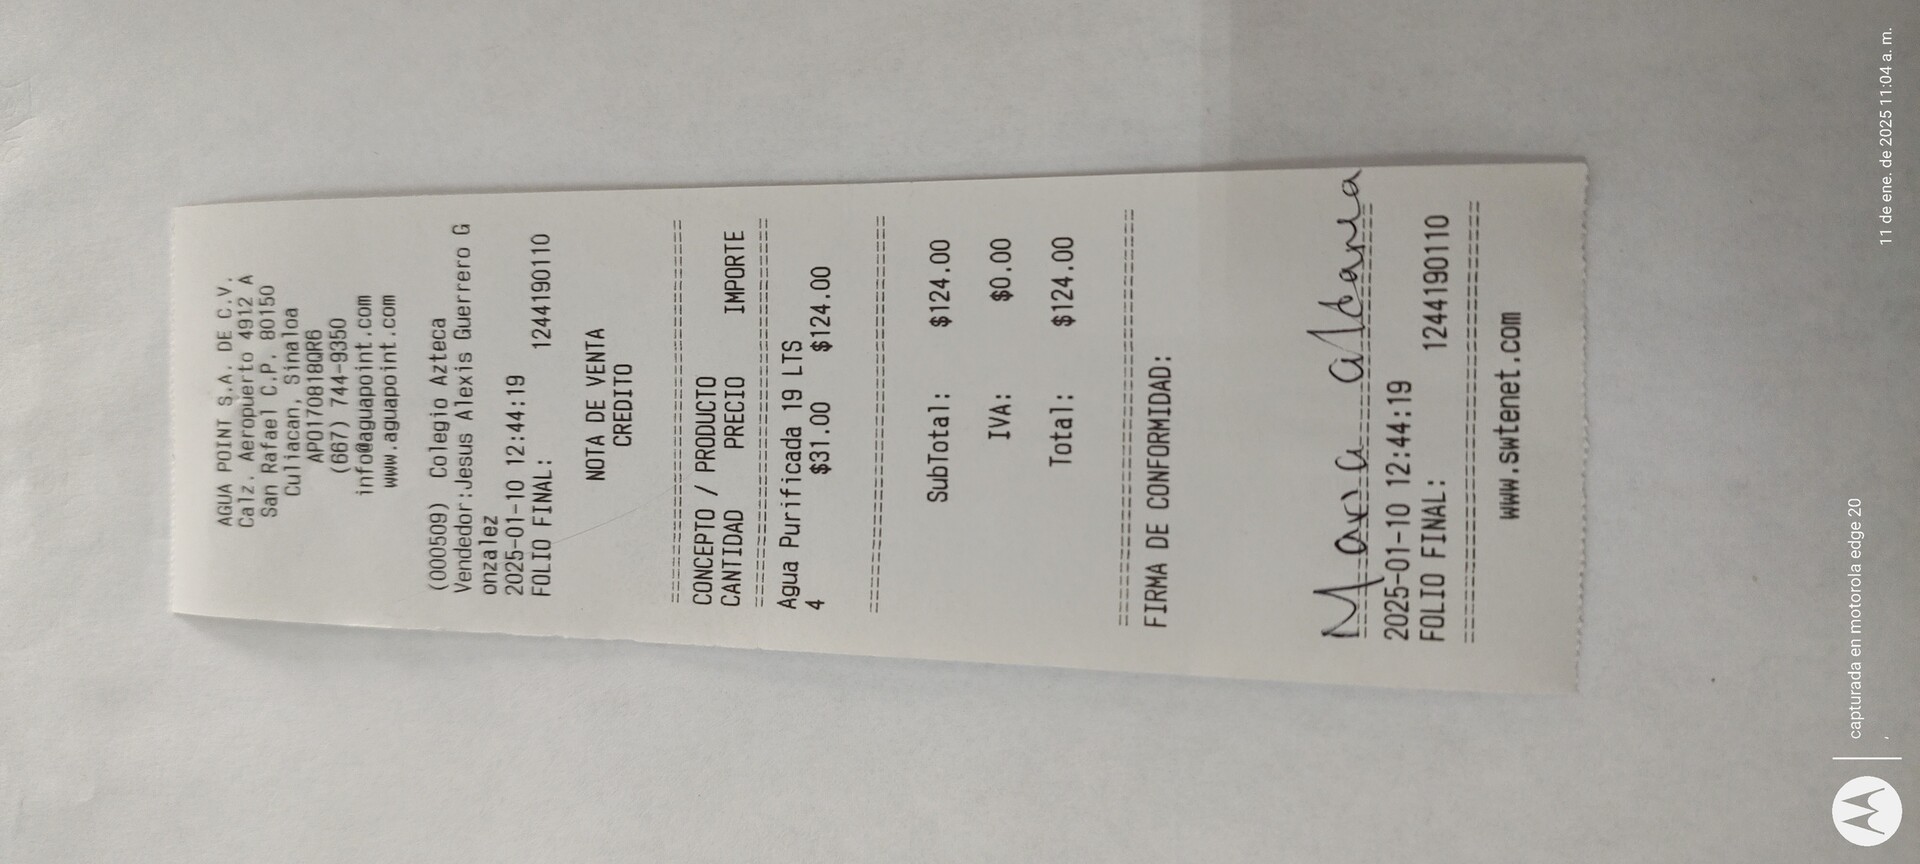 AGUA POINT S.A. DE C.V.
Calz. Aeropuerto 4912 A
San Rafael C.P. 80150
Culiacan, Sinaloa
APO170818QR6
(667) 744-9350
info@aguapoint.com
www.aguapoint.com
(000509) Colegio Azteca
Vendedor:Jesus Alexis Guerrero G
onzalez
2025-01-10 12:44:19
FOLIO FINAL: 1244190110
NOTA DE VENTA
CREDITO
================================
CONCEPTO / PRODUCTO
CANTIDAD PRECIO IMPORTE
================================
Agua Purificada 19 LTS
4 $31.00 $124.00
================================
SubTotal: $124.00
IVA: $0.00
Total: $124.00
================================
FIRMA DE CONFORMIDAD:
Maria aldana
================================
2025-01-10 12:44:19
FOLIO FINAL: 1244190110
================================
www.swtenet.com
capturada en motorola edge 20
,
11 de ene. de 2025 11:04 a. m.